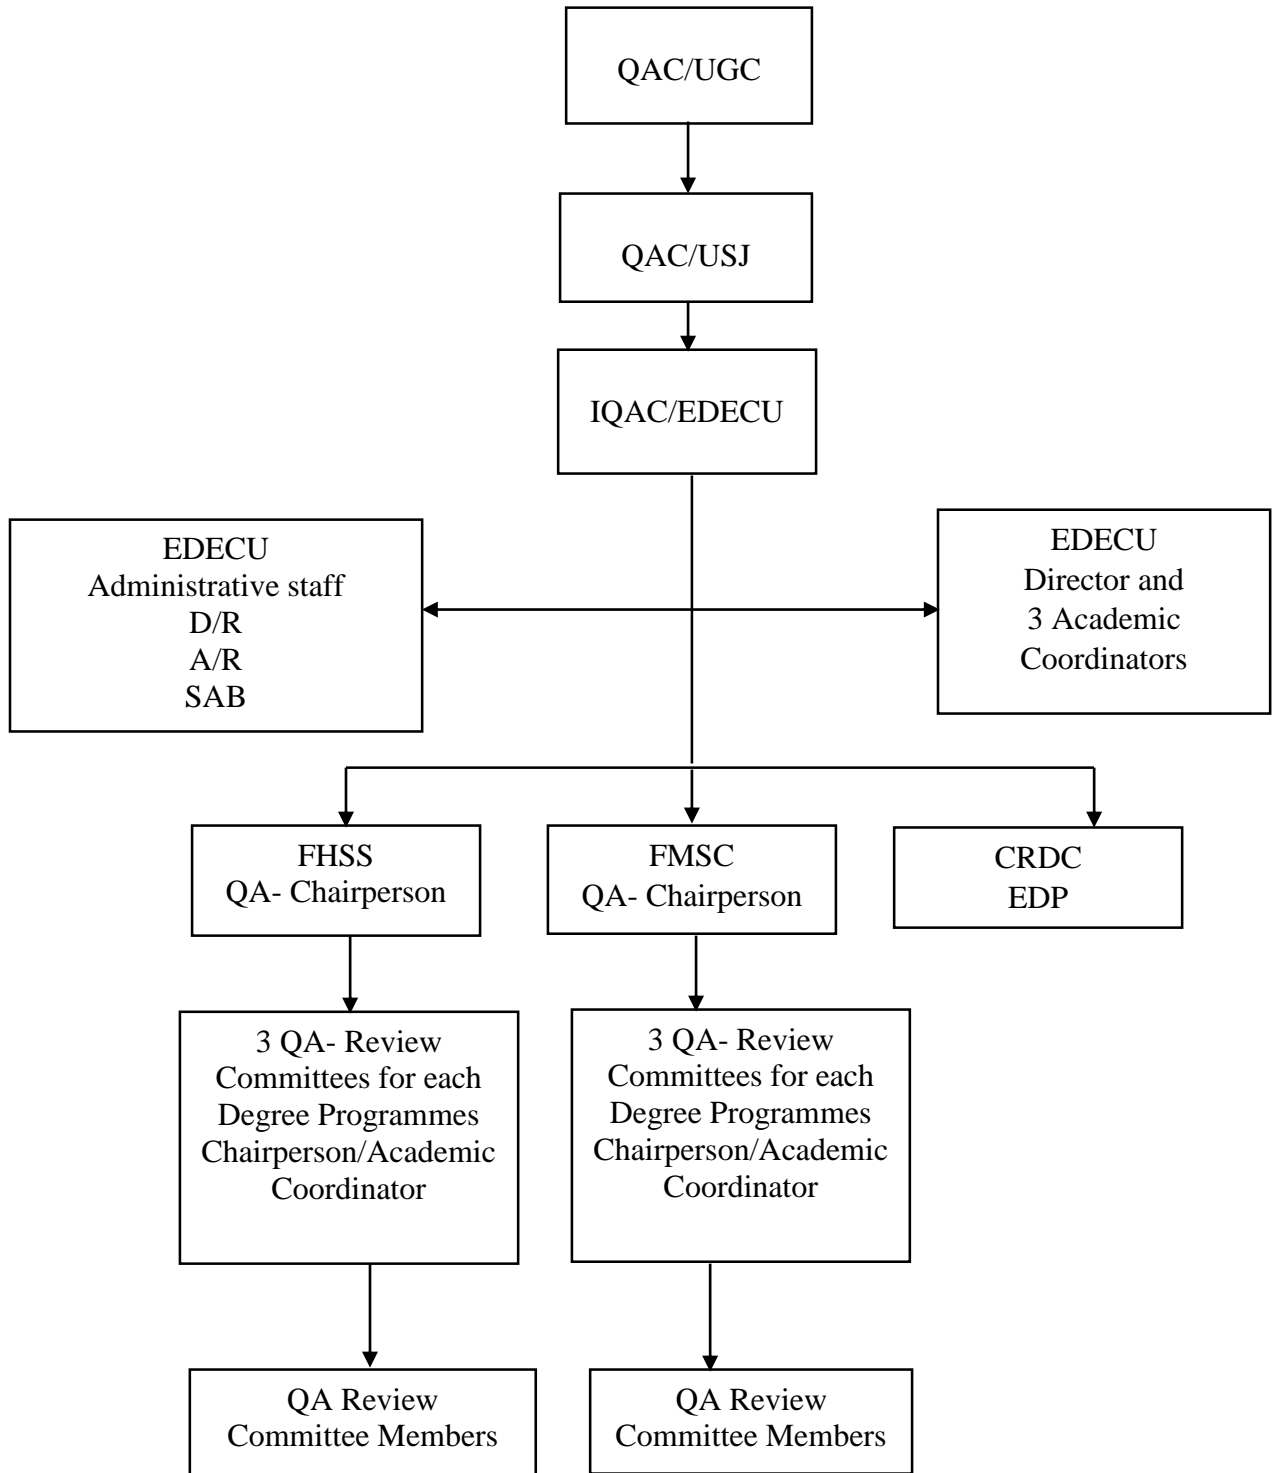 QAC/UGC
QAC/USJ
IQAC/EDECU
EDECU
Administrative staff
D/R
A/R
SAB
EDECU
Director and
3 Academic
Coordinators
FHSS
QA- Chairperson
FMSC
QA- Chairperson
CRDC
EDP
3 QA- Review
Committees for each
Degree Programmes
Chairperson/Academic
Coordinator
3 QA- Review
Committees for each
Degree Programmes
Chairperson/Academic
Coordinator
QA Review
Committee Members
QA Review
Committee Members